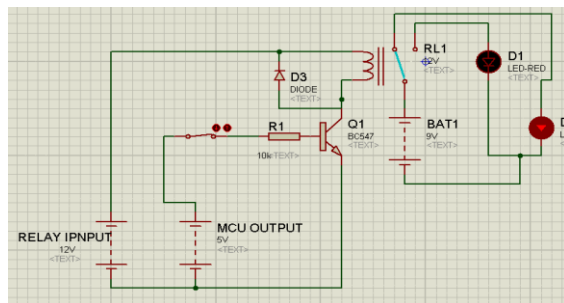 RL1
12V
<TEXT>
D1
LED-RED
<TEXT>
D3
DIODE
<TEXT>
Q1
BC547
<TEXT>
R1
10k
<TEXT>
BAT1
9V
<TEXT>
D
L
<T
RELAY IPNPUT
12V
<TEXT>
MCU OUTPUT
5V
<TEXT>